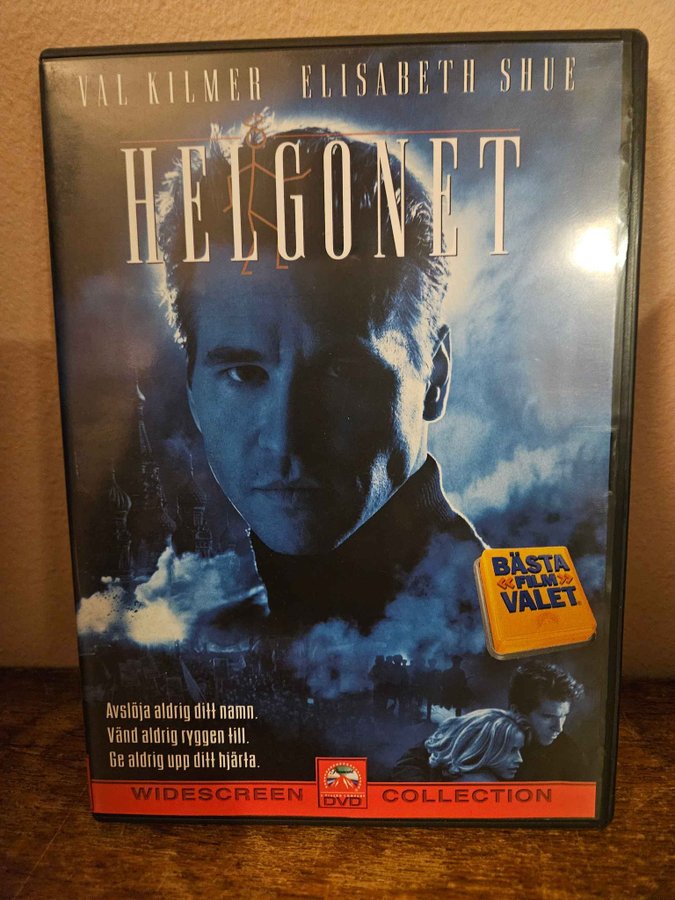 VAL KILMER ELISABETH SHUE
HELGONET
BÄSTA
«FILM»
VALET
Avslöja aldrig ditt namn.
Vänd aldrig ryggen till.
Ge aldrig upp ditt hjärta.
WIDESCREEN DVD COLLECTION